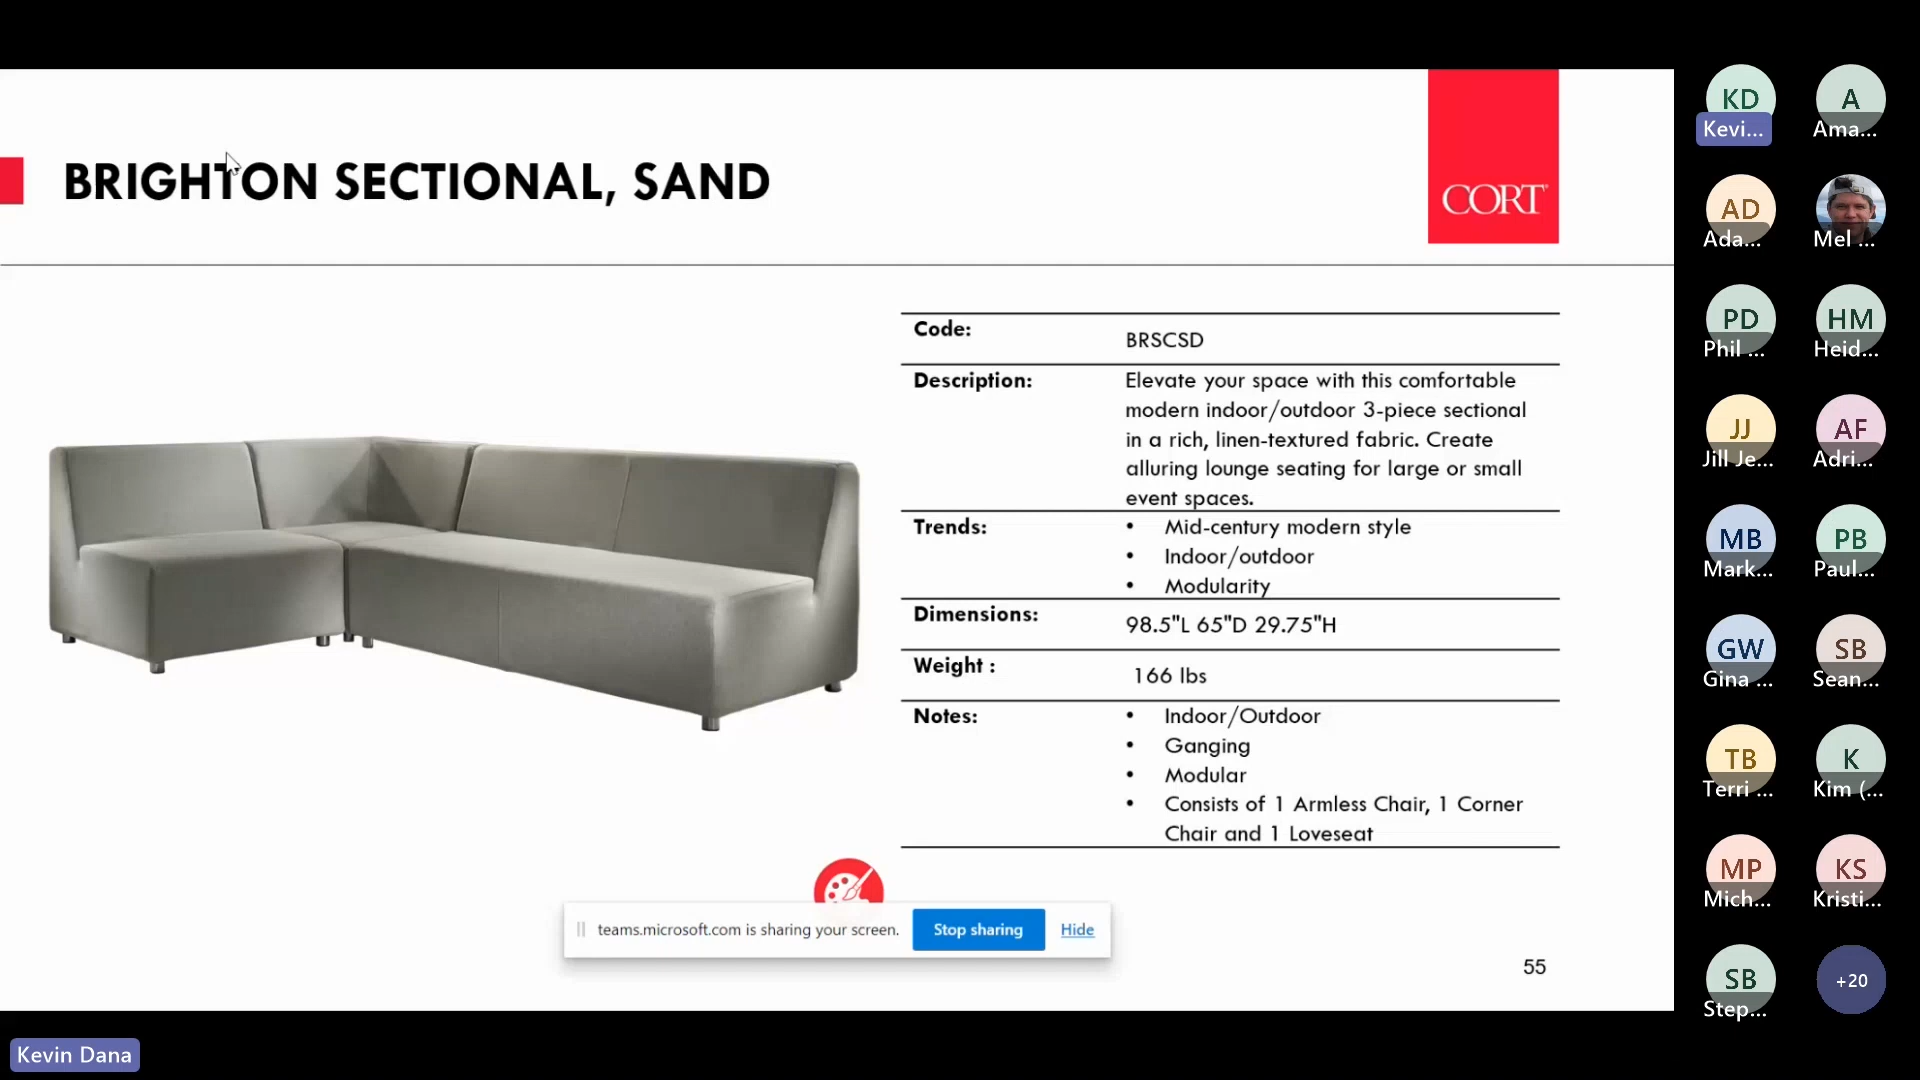 BRIGHTON SECTIONAL, SAND
CORT
Code:
BRSCSD
Description:
Elevate your space with this comfortable
modern indoor/outdoor 3-piece sectional
in a rich, linen-textured fabric. Create
alluring lounge seating for large or small
event spaces.
Trends:
• Mid-century modern style
• Indoor/outdoor
• Modularity
Dimensions:
98.5"L 65"D 29.75"H
Weight :
166 lbs
Notes:
• Indoor/Outdoor
• Ganging
• Modular
• Consists of 1 Armless Chair, 1 Corner
Chair and 1 Loveseat
teams.microsoft.com is sharing your screen.
Stop sharing
Hide
55
Kevin Dana
KD
Kevi...
A
Ama...
AD
Ada...
Mel ...
PD
Phil ...
HM
Heid...
JJ
Jill Je...
AF
Adri...
MB
Mark...
PB
Paul...
GW
Gina ...
SB
Sean...
TB
Terri ...
K
Kim (...
MP
Mich...
KS
Kristi...
SB
Step...
+20